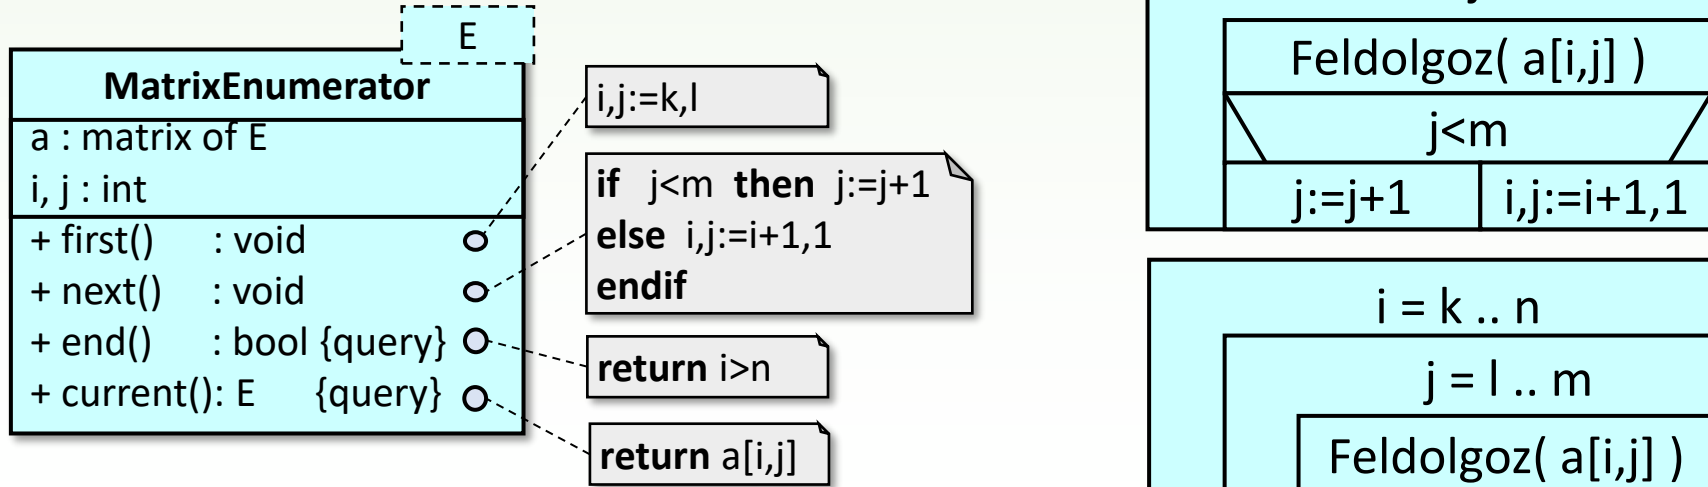 E
MatrixEnumerator
a : matrix of E
i, j : int
+ first() : void
+ next() : void
+ end() : bool {query}
+ current(): E {query}
i,j:=k,l
if j<m then j:=j+1
else i,j:=i+1,1
endif
return i>n
return a[i,j]
Feldolgoz( a[i,j] )
j<m
j:=j+1
i,j:=i+1,1
i = k .. n
j = l .. m
Feldolgoz( a[i,j] )